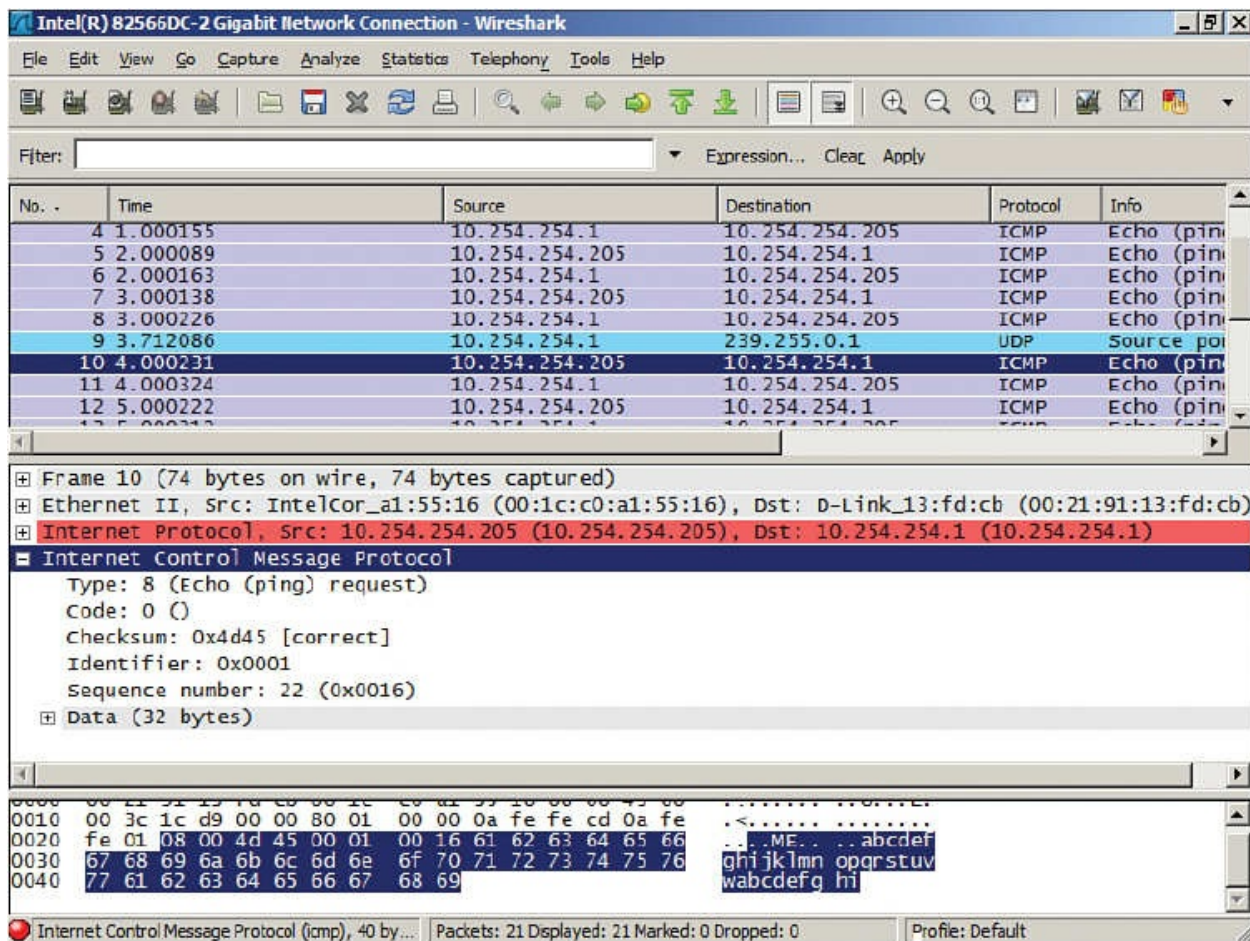 Intel(R) 82566DC-2 Gigabit Network Connection - Wireshark
File Edit View Go Capture Analyze Statistics Telephony Tools Help
Filter: Expression... Clear Apply
No. . Time Source Destination Protocol Info
4 1.000155 10.254.254.1 10.254.254.205 ICMP Echo (pin
5 2.000089 10.254.254.205 10.254.254.1 ICMP Echo (pin
6 2.000163 10.254.254.1 10.254.254.205 ICMP Echo (pin
7 3.000138 10.254.254.205 10.254.254.1 ICMP Echo (pin
8 3.000226 10.254.254.1 10.254.254.205 ICMP Echo (pin
9 3.712086 10.254.254.1 239.255.0.1 UDP Source por
10 4.000231 10.254.254.205 10.254.254.1 ICMP Echo (pin
11 4.000324 10.254.254.1 10.254.254.205 ICMP Echo (pin
12 5.000222 10.254.254.205 10.254.254.1 ICMP Echo (pin
Frame 10 (74 bytes on wire, 74 bytes captured)
Ethernet II, Src: IntelCor_a1:55:16 (00:1c:c0:a1:55:16), Dst: D-Link_13:fd:cb (00:21:91:13:fd:cb)
Internet Protocol, Src: 10.254.254.205 (10.254.254.205), Dst: 10.254.254.1 (10.254.254.1)
Internet Control Message Protocol
Type: 8 (Echo (ping) request)
Code: 0 ()
Checksum: 0x4d45 [correct]
Identifier: 0x0001
Sequence number: 22 (0x0016)
Data (32 bytes)
0010 00 3c 1c d9 00 00 80 01 00 00 0a fe fe cd 0a fe .<...... ........
0020 fe 01 08 00 4d 45 00 01 00 16 61 62 63 64 65 66 ....ME.. ..abcdef
0030 67 68 69 6a 6b 6c 6d 6e 6f 70 71 72 73 74 75 76 ghijklmn opqrstuv
0040 77 61 62 63 64 65 66 67 68 69 wabcdefg hi
Internet Control Message Protocol (icmp), 40 by... Packets: 21 Displayed: 21 Marked: 0 Dropped: 0 Profile: Default